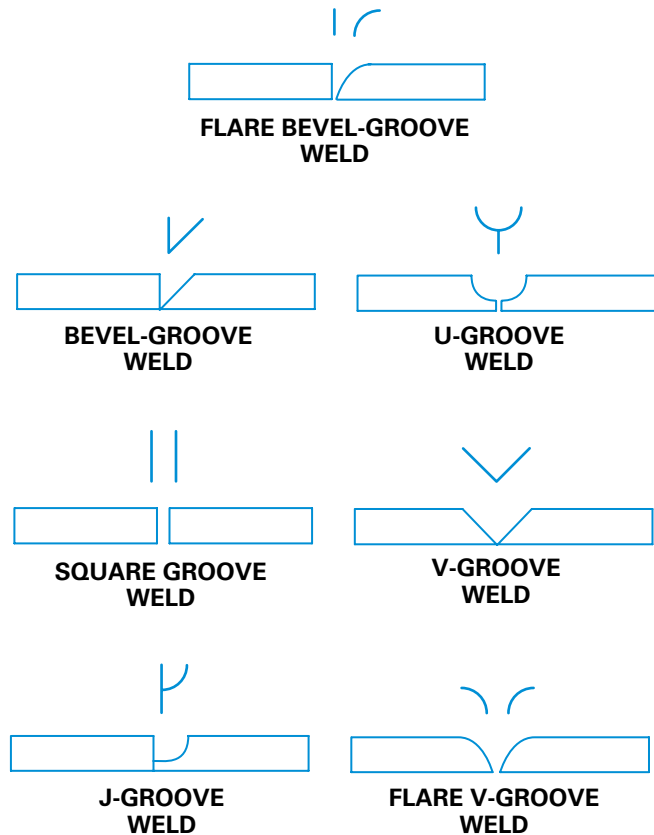 FLARE BEVEL-GROOVE
WELD
BEVEL-GROOVE
WELD
U-GROOVE
WELD
SQUARE GROOVE
WELD
V-GROOVE
WELD
J-GROOVE
WELD
FLARE V-GROOVE
WELD